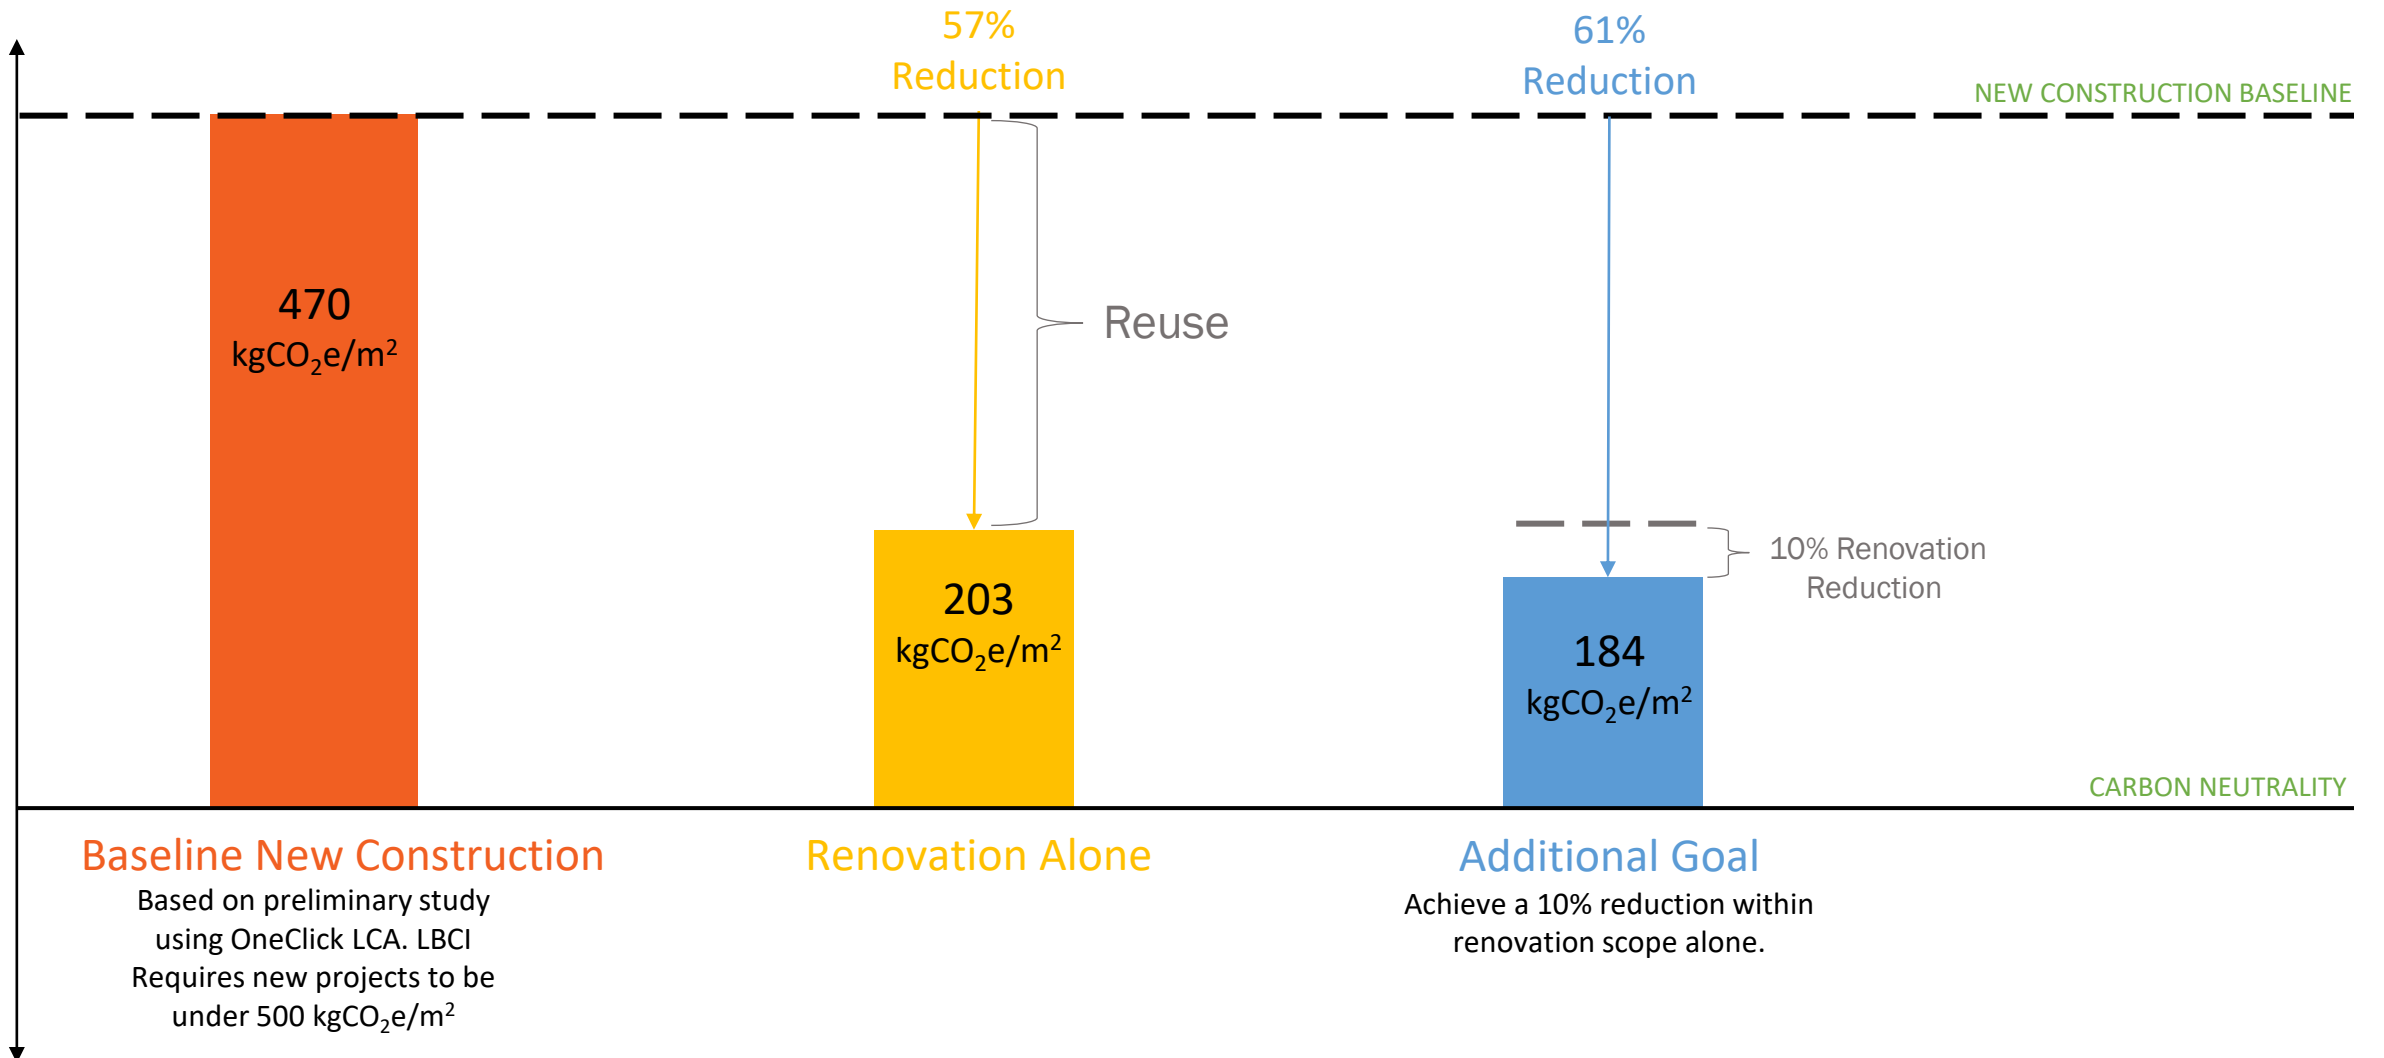 57%
Reduction
61%
Reduction
NEW CONSTRUCTION BASELINE
470
kgCO₂e/m²
Reuse
203
kgCO₂e/m²
10% Renovation
Reduction
184
kgCO₂e/m²
CARBON NEUTRALITY
Baseline New Construction
Based on preliminary study
using OneClick LCA. LBCI
Requires new projects to be
under 500 kgCO₂e/m²
Renovation Alone
Additional Goal
Achieve a 10% reduction within
renovation scope alone.